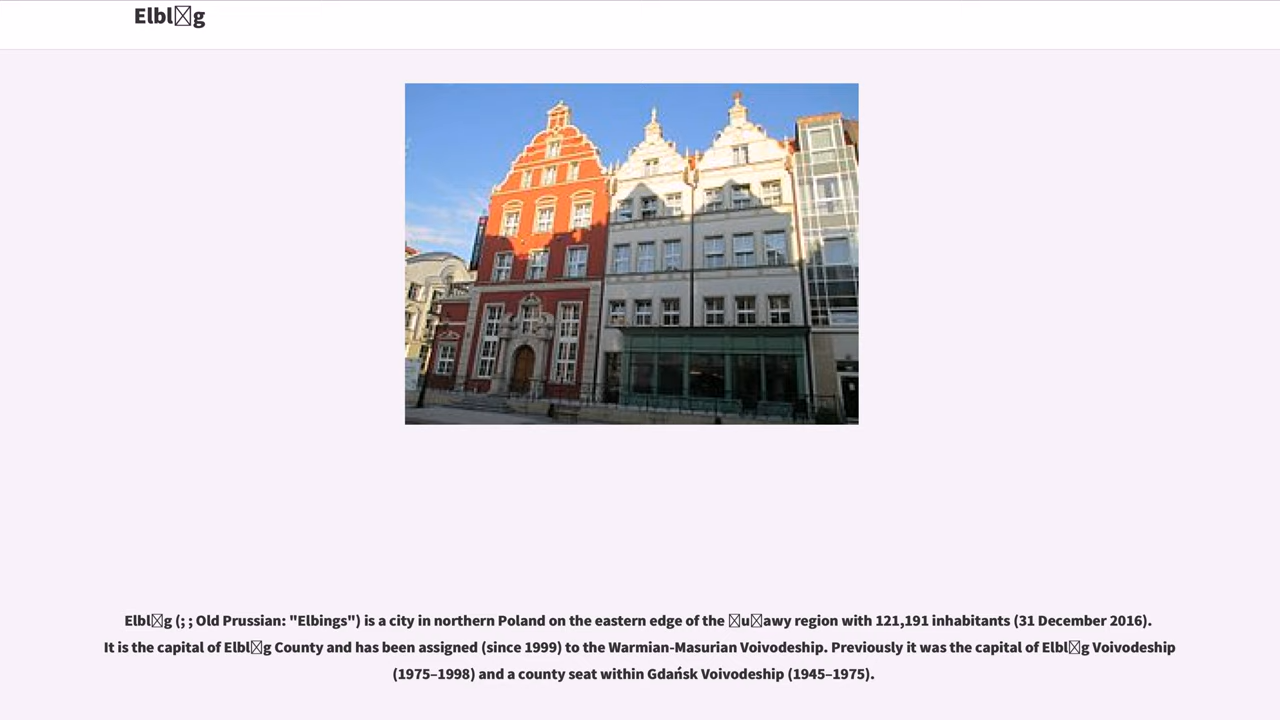 Elbl☒g
Elbl☒g (; ; Old Prussian: "Elbings") is a city in northern Poland on the eastern edge of the ☒u☒awy region with 121,191 inhabitants (31 December 2016).
It is the capital of Elbl☒g County and has been assigned (since 1999) to the Warmian-Masurian Voivodeship. Previously it was the capital of Elbl☒g Voivodeship
(1975–1998) and a county seat within Gdańsk Voivodeship (1945–1975).